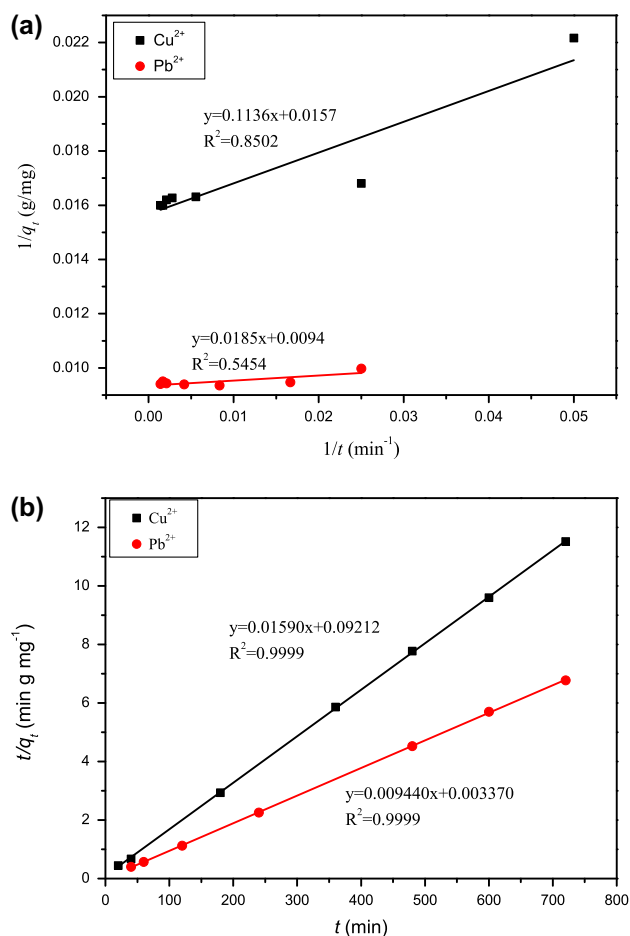 (a)
Cu²⁺
Pb²⁺
y=0.1136x+0.0157
R²=0.8502
y=0.0185x+0.0094
R²=0.5454
0.022
0.020
0.018
0.016
0.014
0.012
0.010
1/qₜ (g/mg)
0.00 0.01 0.02 0.03 0.04 0.05
1/t (min⁻¹)
(b)
Cu²⁺
Pb²⁺
y=0.01590x+0.09212
R²=0.9999
y=0.009440x+0.003370
R²=0.9999
12
10
8
6
4
2
0
t/qₜ (min g mg⁻¹)
0 100 200 300 400 500 600 700 800
t (min)